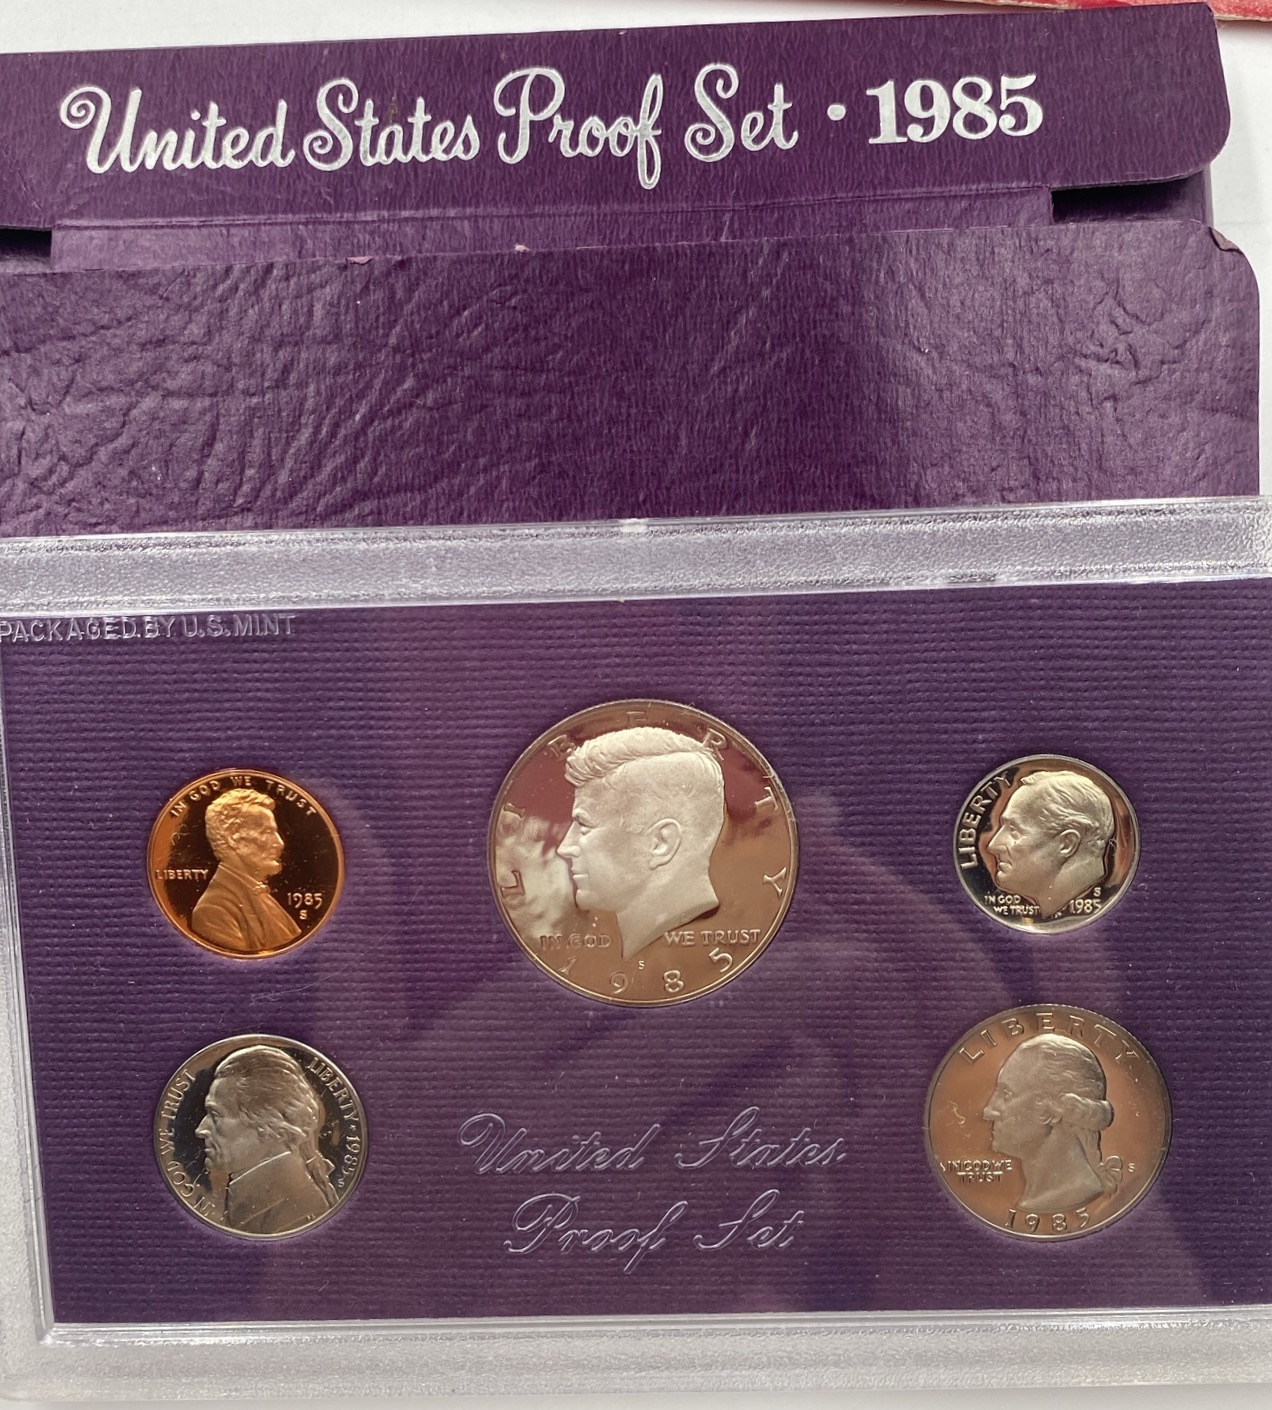 United States Proof Set · 1985
PACKAGED BY U.S. MINT
IN GOD WE TRUST
LIBERTY
1985
S
LIBERTY
IN GOD WE TRUST
S
1985
LIBERTY
IN GOD
WE TRUST
S
1985
IN GOD WE TRUST
LIBERTY · 1985
S
LIBERTY
IN GOD WE
TRUST
S
1985
United States
Proof Set